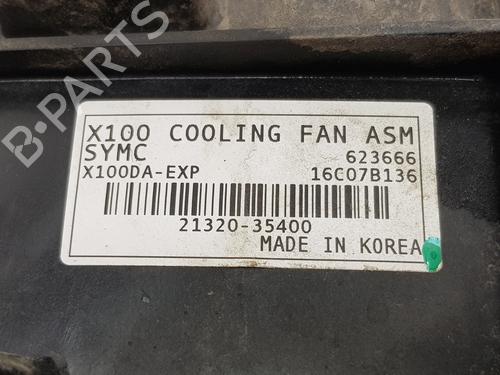 B-PARTS
X100 COOLING FAN ASM
SYMC 623666
X100DA-EXP 16C07B136
21320-35400
MADE IN KOREA